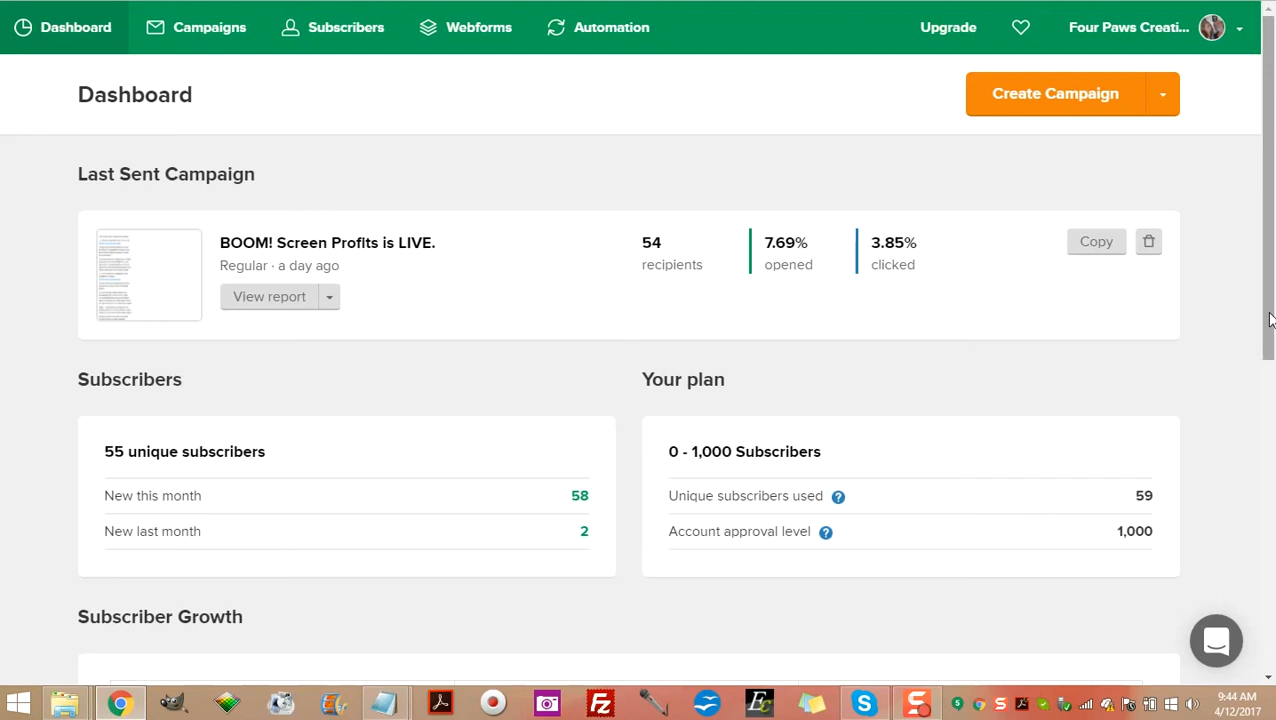 Dashboard Campaigns Subscribers Webforms Automation Upgrade Four Paws Creati...
Dashboard
Create Campaign
Last Sent Campaign
BOOM! Screen Profits is LIVE.
Regular a day ago
View report
54
recipients
7.69%
opened
3.85%
clicked
Copy
Subscribers
55 unique subscribers
New this month 58
New last month 2
Your plan
0 - 1,000 Subscribers
Unique subscribers used ? 59
Account approval level ? 1,000
Subscriber Growth
9:44 AM
4/12/2017